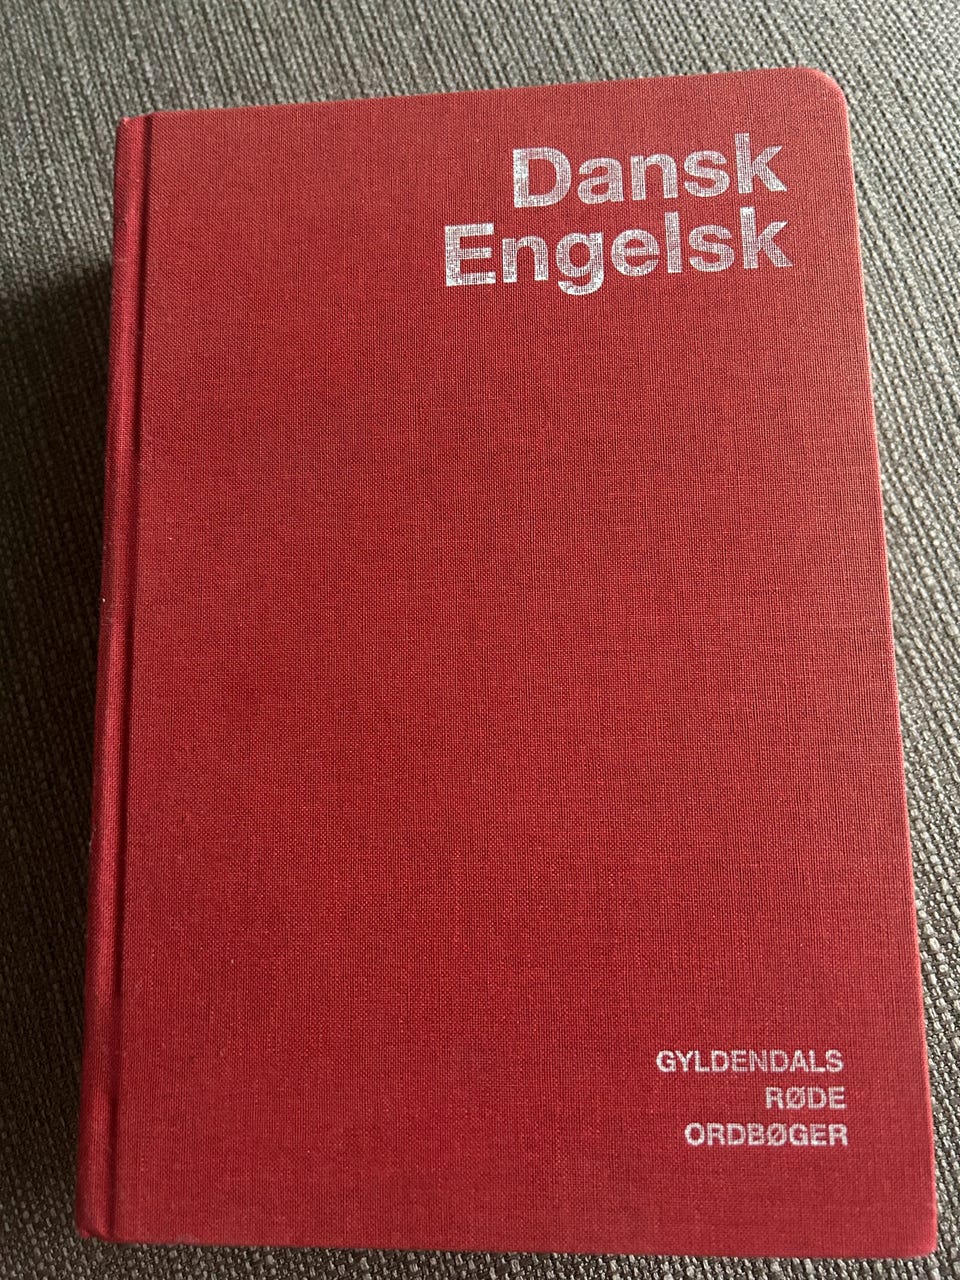 Dansk
Engelsk
GYLDENDALS
RØDE
ORDBØGER